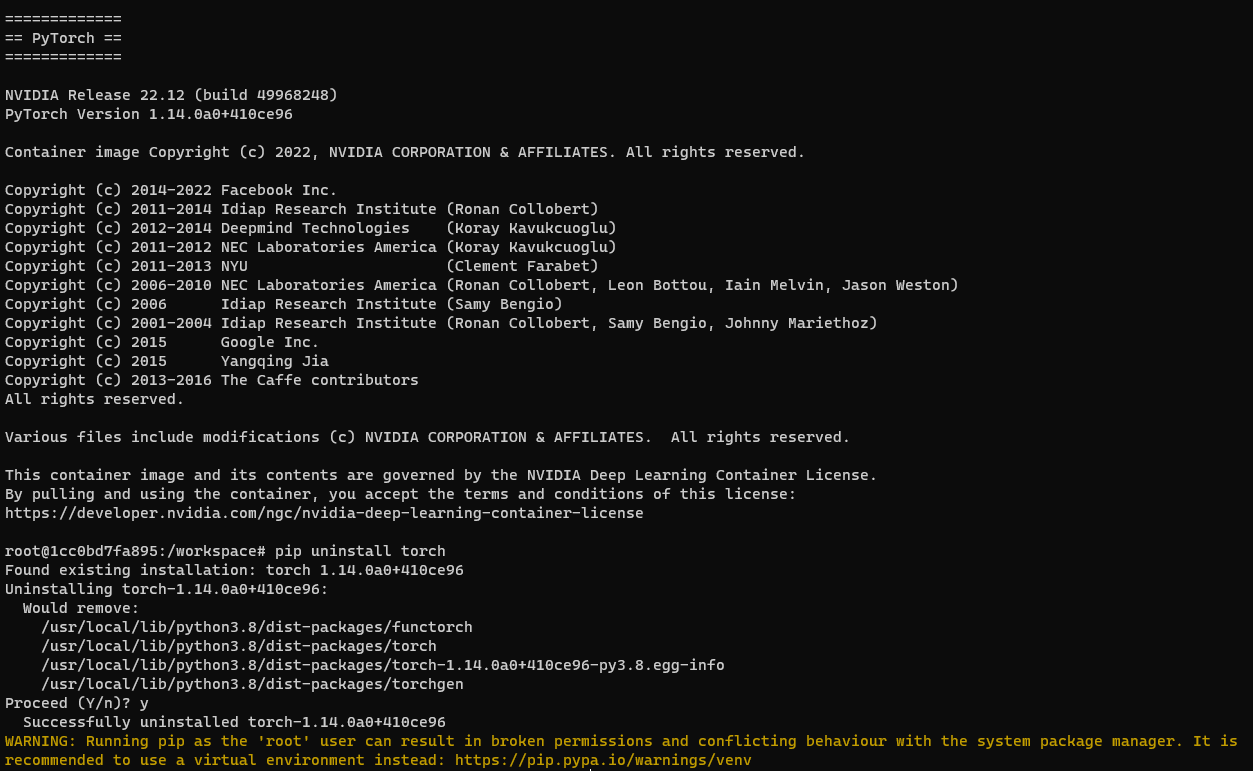 =============
== PyTorch ==
=============
NVIDIA Release 22.12 (build 49968248)
PyTorch Version 1.14.0a0+410ce96
Container image Copyright (c) 2022, NVIDIA CORPORATION & AFFILIATES. All rights reserved.
Copyright (c) 2014-2022 Facebook Inc.
Copyright (c) 2011-2014 Idiap Research Institute (Ronan Collobert)
Copyright (c) 2012-2014 Deepmind Technologies    (Koray Kavukcuoglu)
Copyright (c) 2011-2012 NEC Laboratories America (Koray Kavukcuoglu)
Copyright (c) 2011-2013 NYU                      (Clement Farabet)
Copyright (c) 2006-2010 NEC Laboratories America (Ronan Collobert, Leon Bottou, Iain Melvin, Jason Weston)
Copyright (c) 2006      Idiap Research Institute (Samy Bengio)
Copyright (c) 2001-2004 Idiap Research Institute (Ronan Collobert, Samy Bengio, Johnny Mariethoz)
Copyright (c) 2015      Google Inc.
Copyright (c) 2015      Yangqing Jia
Copyright (c) 2013-2016 The Caffe contributors
All rights reserved.
Various files include modifications (c) NVIDIA CORPORATION & AFFILIATES.  All rights reserved.
This container image and its contents are governed by the NVIDIA Deep Learning Container License.
By pulling and using the container, you accept the terms and conditions of this license:
https://developer.nvidia.com/ngc/nvidia-deep-learning-container-license
root@1cc0bd7fa895:/workspace# pip uninstall torch
Found existing installation: torch 1.14.0a0+410ce96
Uninstalling torch-1.14.0a0+410ce96:
  Would remove:
    /usr/local/lib/python3.8/dist-packages/functorch
    /usr/local/lib/python3.8/dist-packages/torch
    /usr/local/lib/python3.8/dist-packages/torch-1.14.0a0+410ce96-py3.8.egg-info
    /usr/local/lib/python3.8/dist-packages/torchgen
Proceed (Y/n)? y
  Successfully uninstalled torch-1.14.0a0+410ce96
WARNING: Running pip as the 'root' user can result in broken permissions and conflicting behaviour with the system package manager. It is
recommended to use a virtual environment instead: https://pip.pypa.io/warnings/venv